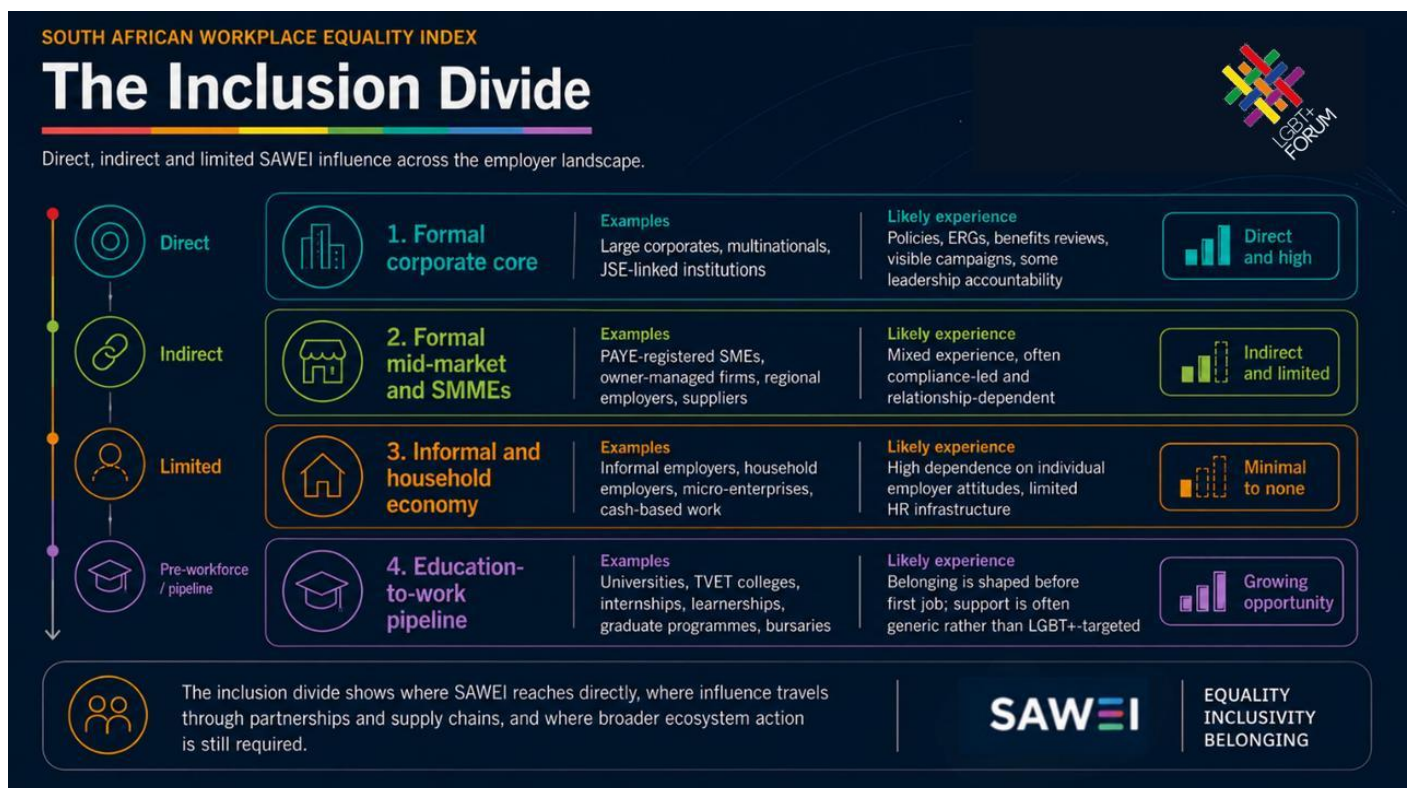 SOUTH AFRICAN WORKPLACE EQUALITY INDEX
The Inclusion Divide
LGBT+
FORUM
Direct, indirect and limited SAWEI influence across the employer landscape.
Direct
1. Formal
corporate core
Examples
Large corporates, multinationals,
JSE-linked institutions
Likely experience
Policies, ERGs, benefits reviews,
visible campaigns, some
leadership accountability
Direct
and high
Indirect
2. Formal
mid-market
and SMMEs
Examples
PAYE-registered SMEs,
owner-managed firms, regional
employers, suppliers
Likely experience
Mixed experience, often
compliance-led and
relationship-dependent
Indirect
and limited
Limited
3. Informal and
household
economy
Examples
Informal employers, household
employers, micro-enterprises,
cash-based work
Likely experience
High dependence on individual
employer attitudes, limited
HR infrastructure
Minimal
to none
Pre-workforce
/ pipeline
4. Education-
to-work
pipeline
Examples
Universities, TVET colleges,
internships, learnerships,
graduate programmes, bursaries
Likely experience
Belonging is shaped before
first job; support is often
generic rather than LGBT+-targeted
Growing
opportunity
The inclusion divide shows where SAWEI reaches directly, where influence travels
through partnerships and supply chains, and where broader ecosystem action
is still required.
SAWEI
EQUALITY
INCLUSIVITY
BELONGING